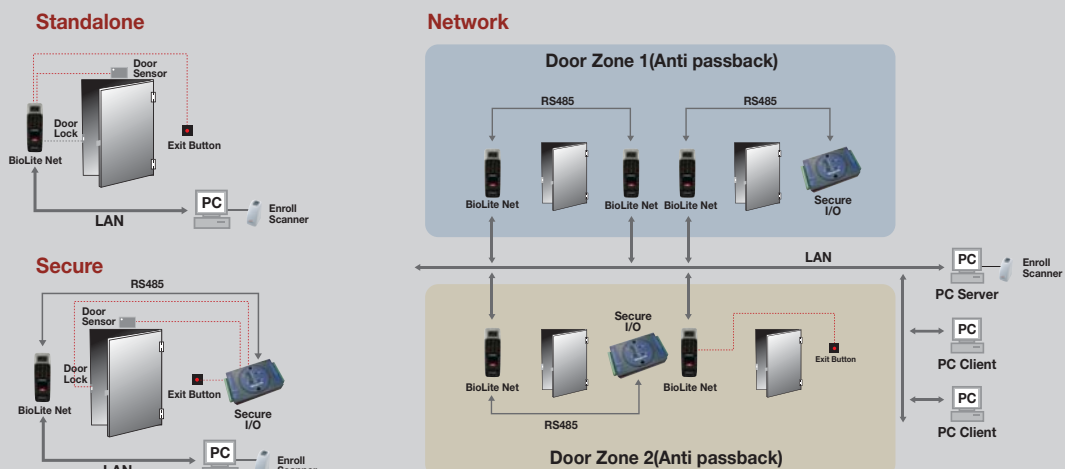 Standalone
Door
Sensor
Door
Lock
BioLite Net
Exit Button
LAN
PC
Enroll
Scanner
Secure
RS485
Door
Sensor
Door
Lock
BioLite Net
Exit Button
Secure
I/O
LAN
PC
Enroll
Scanner
Network
Door Zone 1(Anti passback)
RS485
RS485
BioLite Net
BioLite Net
BioLite Net
Secure
I/O
LAN
PC
Enroll
Scanner
PC Server
PC
PC Client
PC
PC Client
Secure
I/O
BioLite Net
BioLite Net
Exit Button
RS485
Door Zone 2(Anti passback)